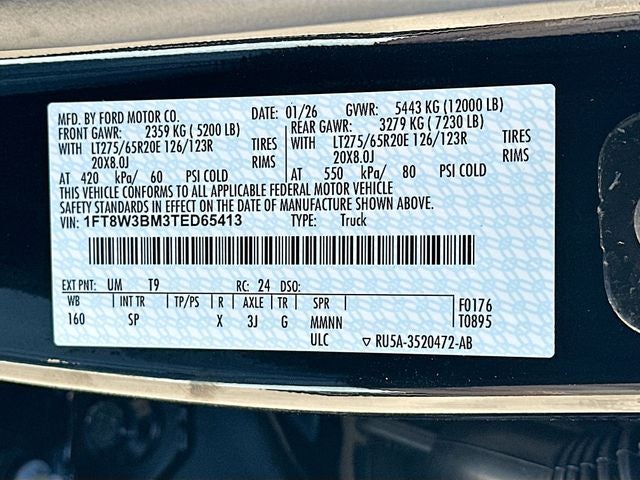 MFD. BY FORD MOTOR CO. DATE: 01/26 GVWR: 5443 KG (12000 LB)
FRONT GAWR: 2359 KG (5200 LB) REAR GAWR: 3279 KG (7230 LB)
WITH LT275/65R20E 126/123R TIRES WITH LT275/65R20E 126/123R TIRES
20X8.0J RIMS 20X8.0J RIMS
AT 420 kPa/ 60 PSI COLD AT 550 kPa/ 80 PSI COLD
THIS VEHICLE CONFORMS TO ALL APPLICABLE FEDERAL MOTOR VEHICLE
SAFETY STANDARDS IN EFFECT ON THE DATE OF MANUFACTURE SHOWN ABOVE.
VIN: 1FT8W3BM3TED65413 TYPE: Truck
EXT PNT: UM T9 RC: 24 DSO:
WB INT TR TP/PS R AXLE TR SPR F0176
160 SP X 3J G MMNN T0895
ULC ▽ RU5A-3520472-AB